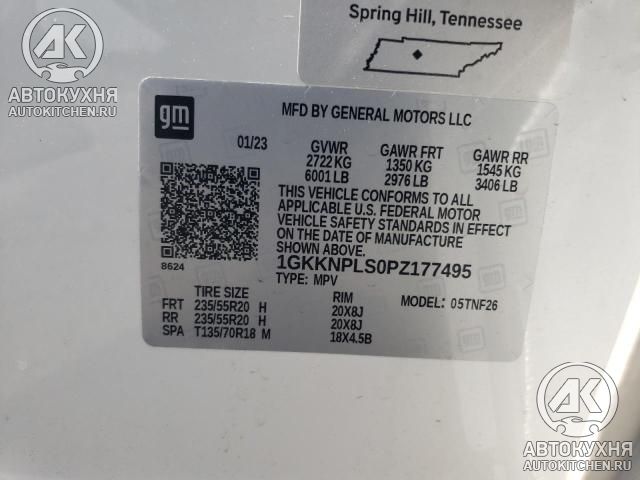 Spring Hill, Tennessee
АВТОКУХНЯ
AUTOKITCHEN.RU
gm
MFD BY GENERAL MOTORS LLC
01/23 GVWR GAWR FRT GAWR RR
2722 KG 1350 KG 1545 KG
6001 LB 2976 LB 3406 LB
THIS VEHICLE CONFORMS TO ALL
APPLICABLE U.S. FEDERAL MOTOR
VEHICLE SAFETY STANDARDS IN EFFECT
ON THE DATE OF MANUFACTURE
SHOWN ABOVE.
8624
1GKKNPLS0PZ177495
TYPE: MPV
TIRE SIZE RIM MODEL: 05TNF26
FRT 235/55R20 H 20X8J
RR 235/55R20 H 20X8J
SPA T135/70R18 M 18X4.5B
АК
АВТОКУХНЯ
AUTOKITCHEN.RU